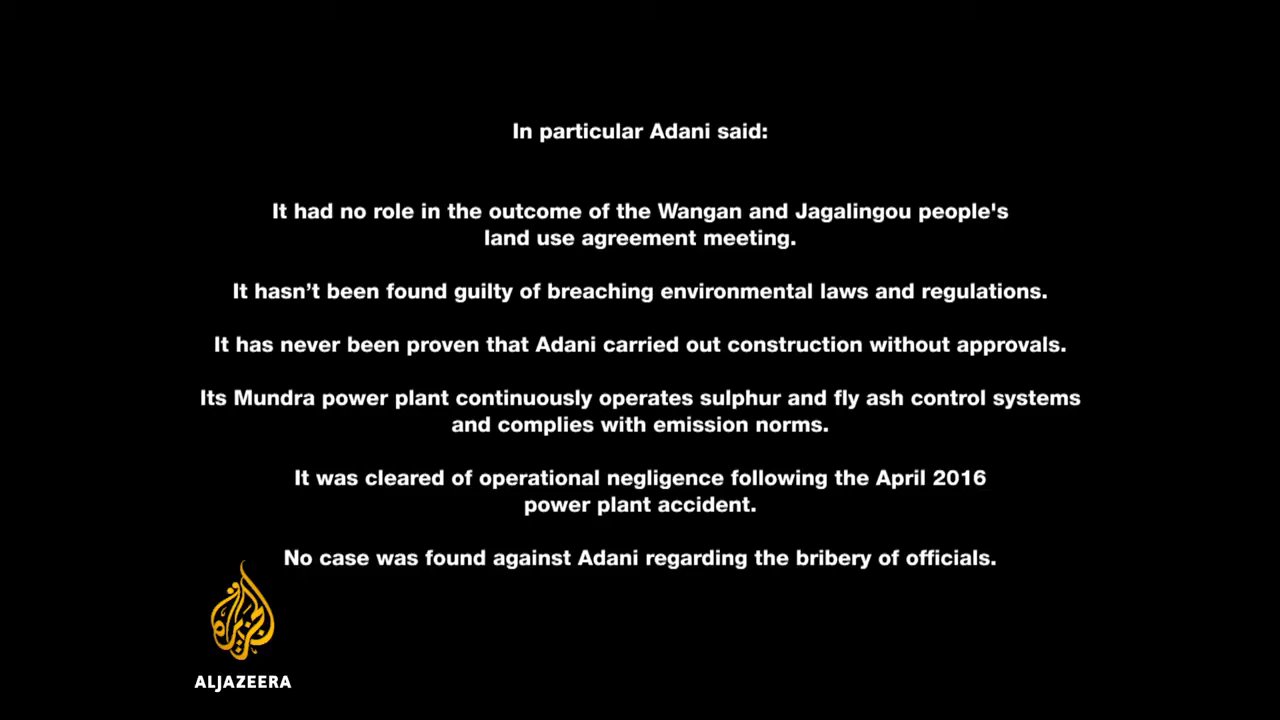 In particular Adani said:
It had no role in the outcome of the Wangan and Jagalingou people's
land use agreement meeting.
It hasn’t been found guilty of breaching environmental laws and regulations.
It has never been proven that Adani carried out construction without approvals.
Its Mundra power plant continuously operates sulphur and fly ash control systems
and complies with emission norms.
It was cleared of operational negligence following the April 2016
power plant accident.
No case was found against Adani regarding the bribery of officials.
الجزيرة
ALJAZEERA